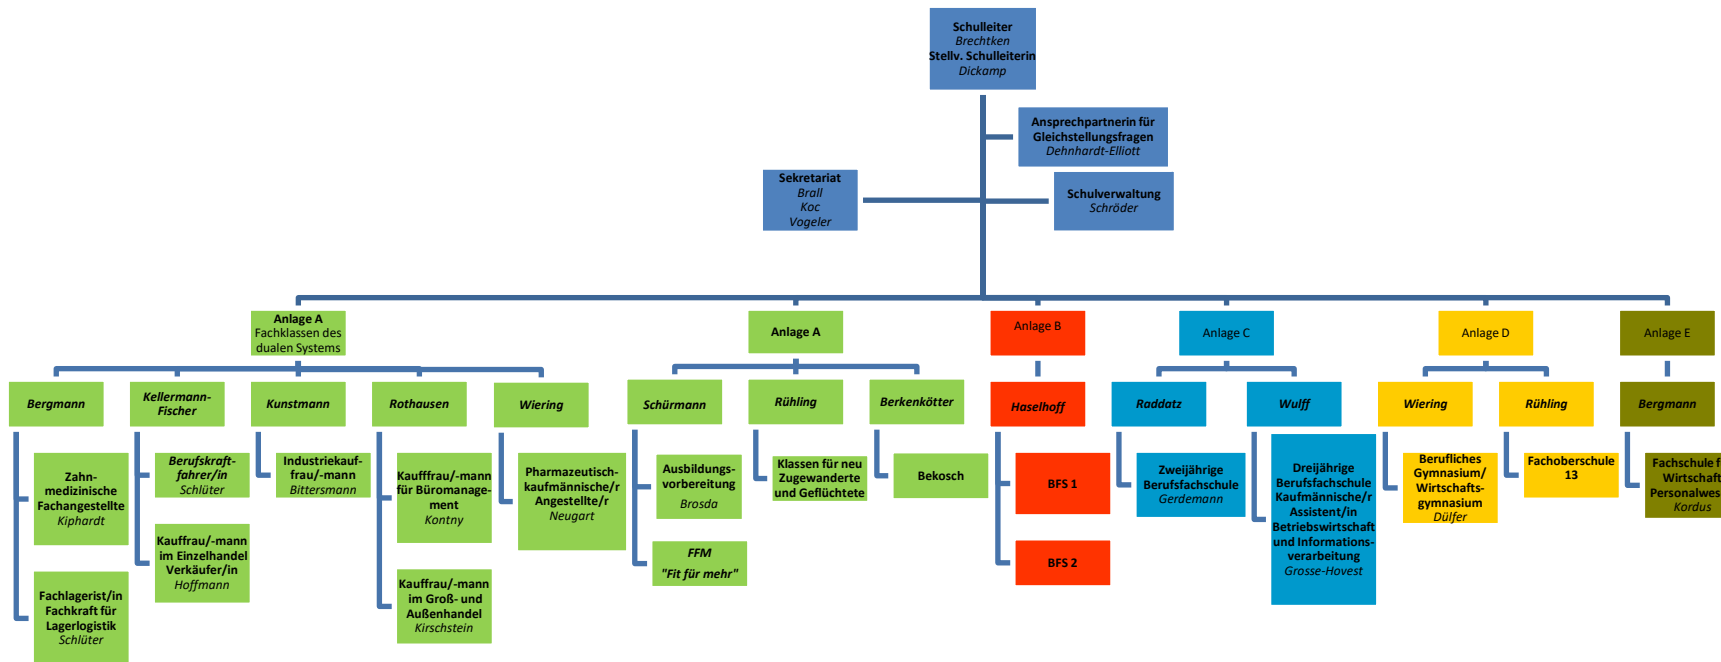 Schulleiter
Brechtken
Stellv. Schulleiterin
Dickamp
Ansprechpartnerin für
Gleichstellungsfragen
Dehnhardt-Elliott
Sekretariat
Brall
Koc
Vogeler
Schulverwaltung
Schröder
Anlage A
Fachklassen des
dualen Systems
Anlage A
Anlage B
Anlage C
Anlage D
Anlage E
Bergmann
Kellermann-
Fischer
Kunstmann
Rothausen
Wiering
Schürmann
Rühling
Berkenkötter
Haselhoff
Raddatz
Wulff
Wiering
Rühling
Bergmann
Zahn-
medizinische
Fachangestellte
Kiphardt
Fachlagerist/in
Fachkraft für
Lagerlogistik
Schlüter
Berufskraft-
fahrer/in
Schlüter
Kauffrau/-mann
im Einzelhandel
Verkäufer/in
Hoffmann
Industriekauf-
frau/-mann
Bittersmann
Kaufffrau/-mann
für Büromanage-
ment
Kontny
Kauffrau/-mann
im Groß- und
Außenhandel
Kirschstein
Pharmazeutisch-
kaufmännische/r
Angestellte/r
Neugart
Ausbildungs-
vorbereitung
Brosda
FFM
"Fit für mehr"
Klassen für neu
Zugewanderte
und Geflüchtete
Bekosch
BFS 1
BFS 2
Zweijährige
Berufsfachschule
Gerdemann
Dreijährige
Berufsfachschule
Kaufmännische/r
Assistent/in
Betriebswirtschaft
und Informations-
verarbeitung
Grosse-Hovest
Berufliches
Gymnasium/
Wirtschafts-
gymnasium
Dülfer
Fachoberschule
13
Fachschule f
Wirtschaft
Personalwes
Kordus